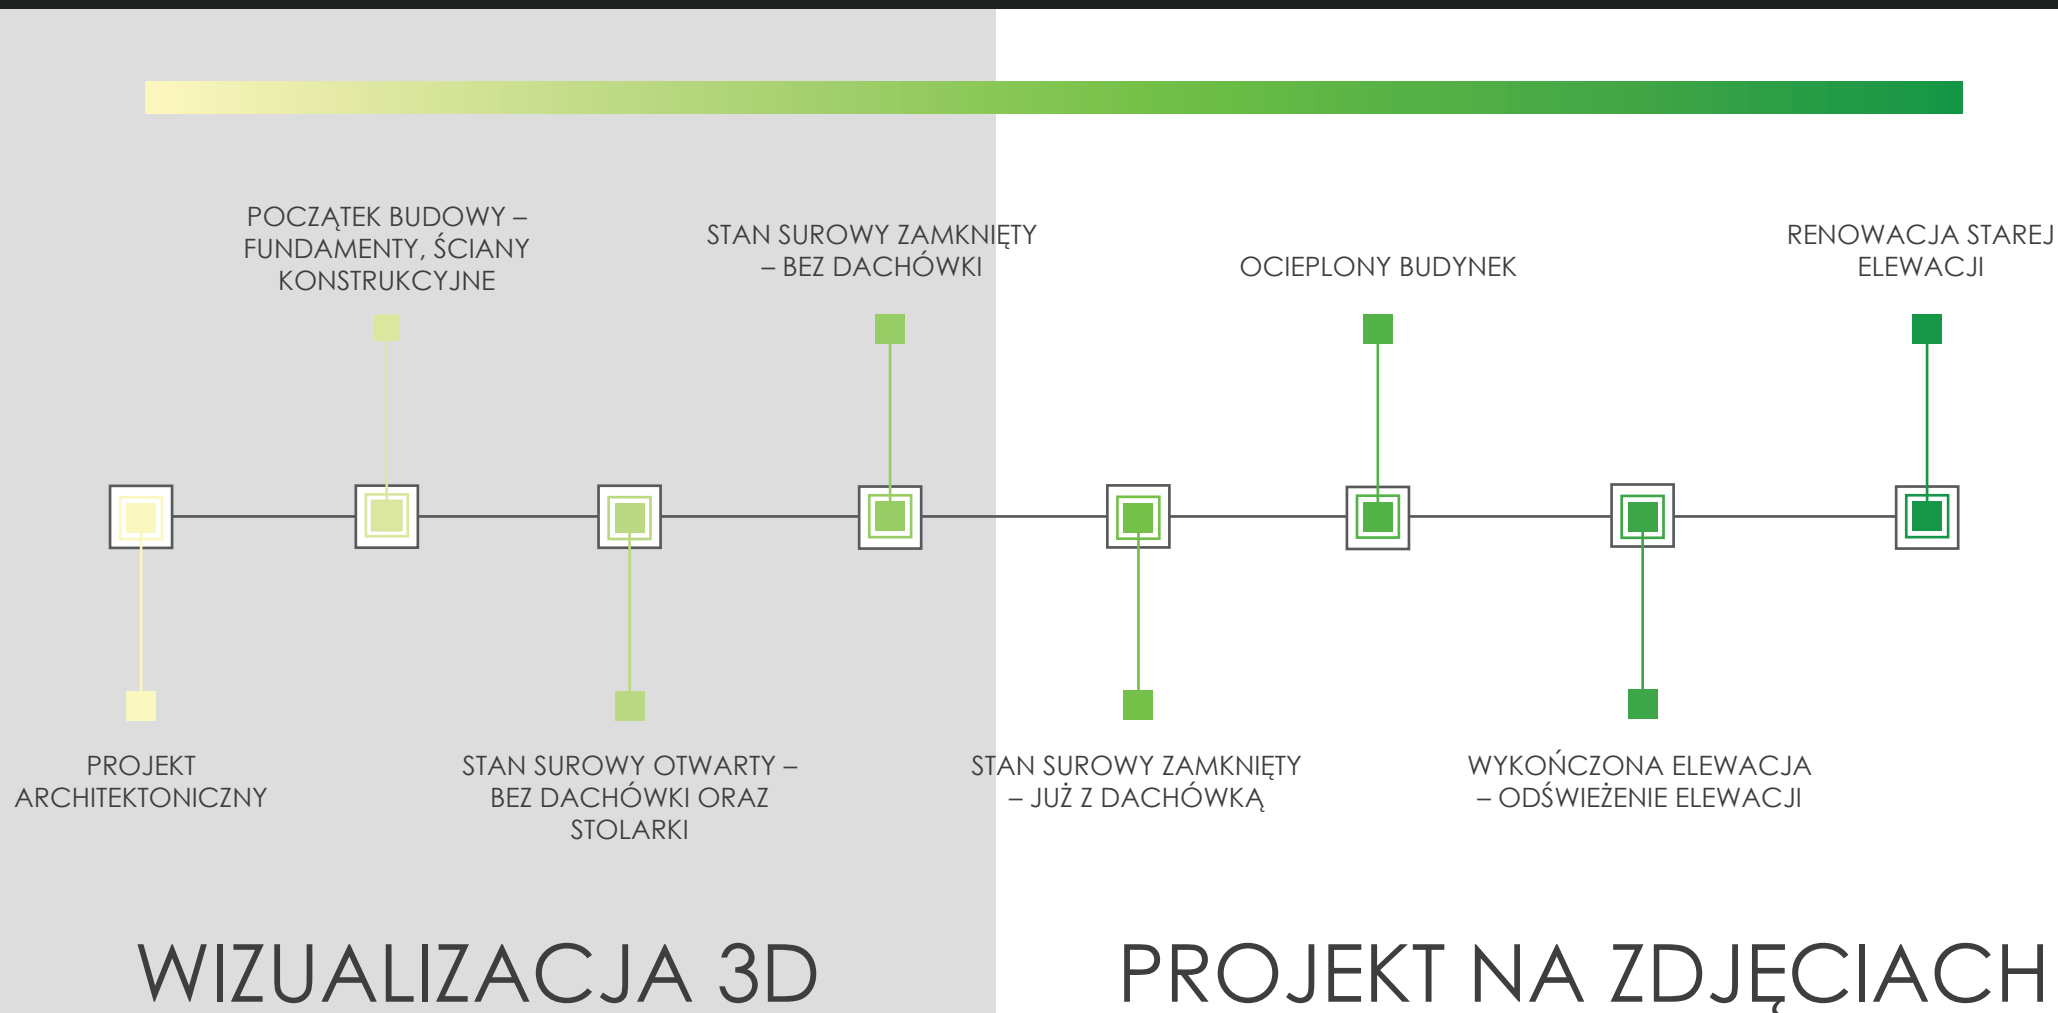 POCZĄTEK BUDOWY –
FUNDAMENTY, ŚCIANY
KONSTRUKCYJNE
STAN SUROWY ZAMKNIĘTY
– BEZ DACHÓWKI
OCIEPLONY BUDYNEK
RENOWACJA STAREJ
ELEWACJI
PROJEKT
ARCHITEKTONICZNY
STAN SUROWY OTWARTY –
BEZ DACHÓWKI ORAZ
STOLARKI
STAN SUROWY ZAMKNIĘTY
– JUŻ Z DACHÓWKĄ
WYKOŃCZONA ELEWACJA
– ODŚWIEŻENIE ELEWACJI
WIZUALIZACJA 3D
PROJEKT NA ZDJĘCIACH